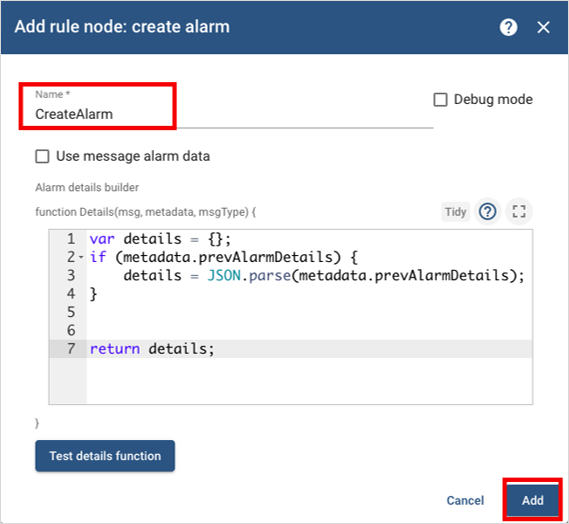 Add rule node: create alarm
Name *
CreateAlarm
Debug mode
Use message alarm data
Alarm details builder
function Details(msg, metadata, msgType) {
Tidy
1 var details = {};
2 if (metadata.prevAlarmDetails) {
3     details = JSON.parse(metadata.prevAlarmDetails);
4 }
5
6
7 return details;
}
Test details function
Cancel
Add